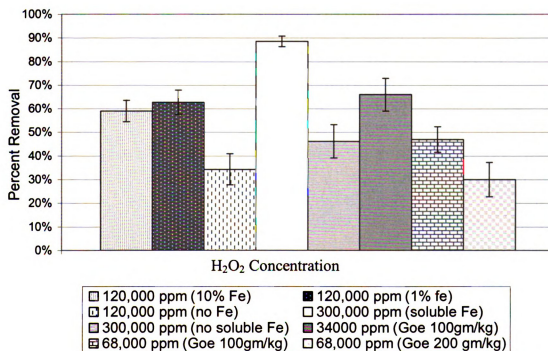 100%
90%
80%
70%
60%
50%
40%
30%
20%
10%
0%
Percent Removal
H₂O₂ Concentration
120,000 ppm (10% Fe)
120,000 ppm (1% fe)
120,000 ppm (no Fe)
300,000 ppm (soluble Fe)
300,000 ppm (no soluble Fe)
34000 ppm (Goe 100gm/kg)
68,000 ppm (Goe 100gm/kg)
68,000 ppm (Goe 200 gm/kg)